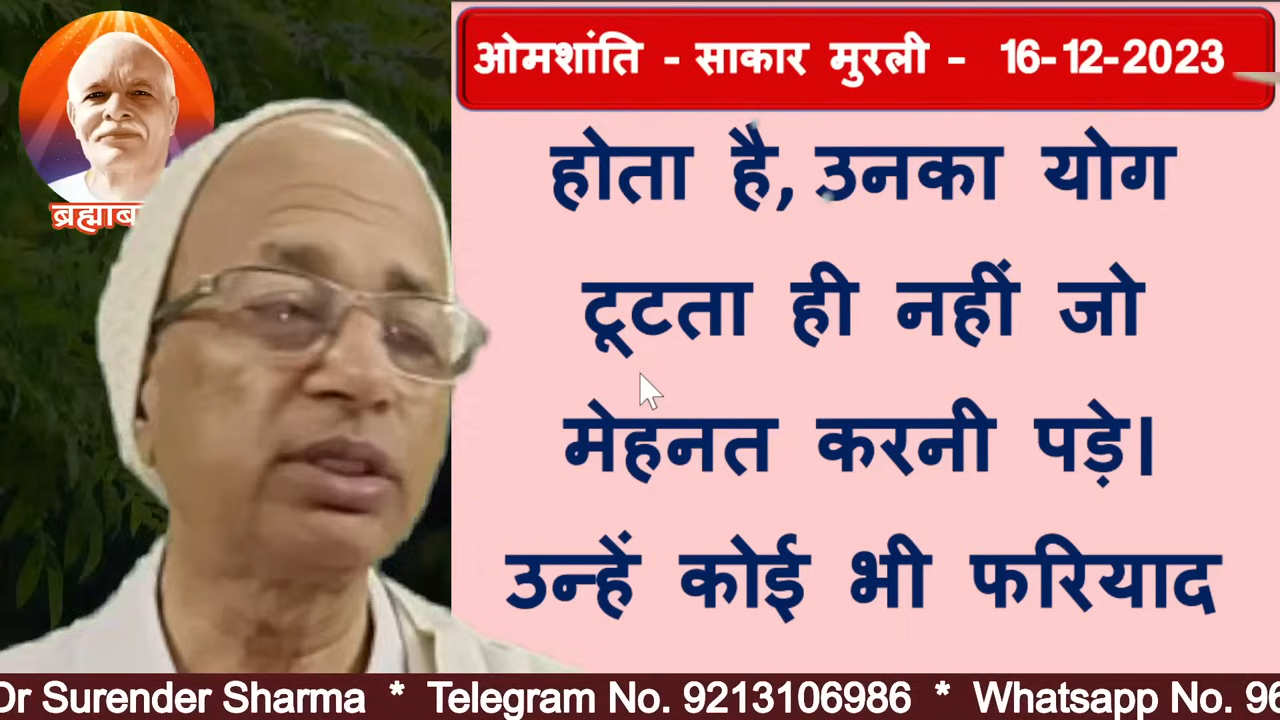 ओमशांति - साकार मुरली - 16-12-2023
होता है, उनका योग
टूटता ही नहीं जो
मेहनत करनी पड़े।
उन्हें कोई भी फरियाद
Dr Surender Sharma * Telegram No. 9213106986 * Whatsapp No. 96